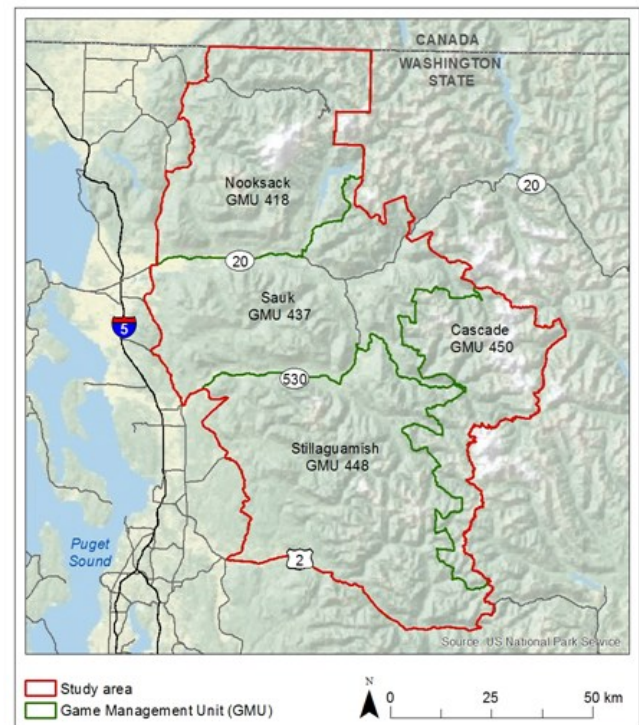 CANADA
WASHINGTON
STATE
20
Nooksack
GMU 418
20
Sauk
GMU 437
5
Cascade
GMU 450
530
Stillaguamish
GMU 448
Puget
Sound
2
Source: US National Park Service
Study area
Game Management Unit (GMU)
N
0 25 50 km